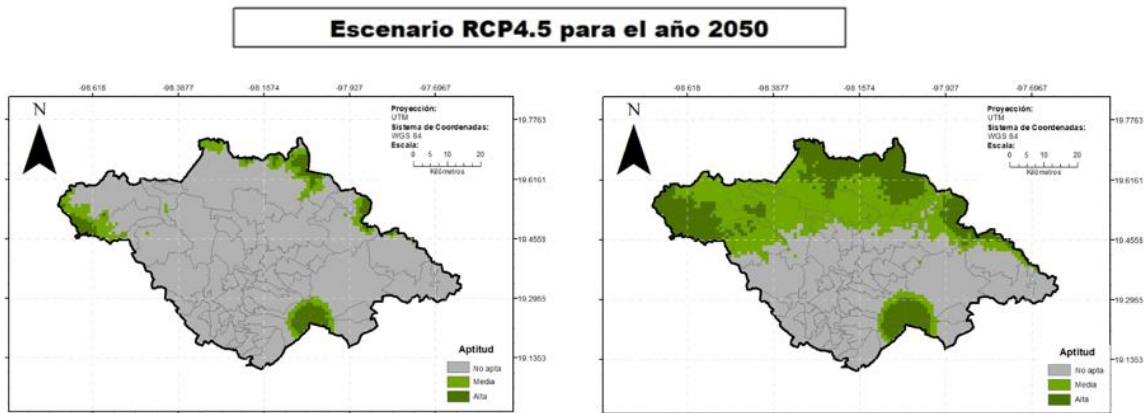 Escenario RCP4.5 para el año 2050
-98.618 -98.3877 -98.1574 -97.927 -97.6967
N
Proyección:
UTM
Sistema de Coordenadas:
WGS 84
Escala:
0 5 10 20
Kilómetros
19.7763
19.6161
19.4558
19.2955
19.1353
Aptitud
No apta
Media
Alta
-98.618 -98.3877 -98.1574 -97.927 -97.6967
N
Proyección:
UTM
Sistema de Coordenadas:
WGS 84
Escala:
0 5 10 20
Kilómetros
19.7763
19.6161
19.4558
19.2955
19.1353
Aptitud
No apta
Media
Alta